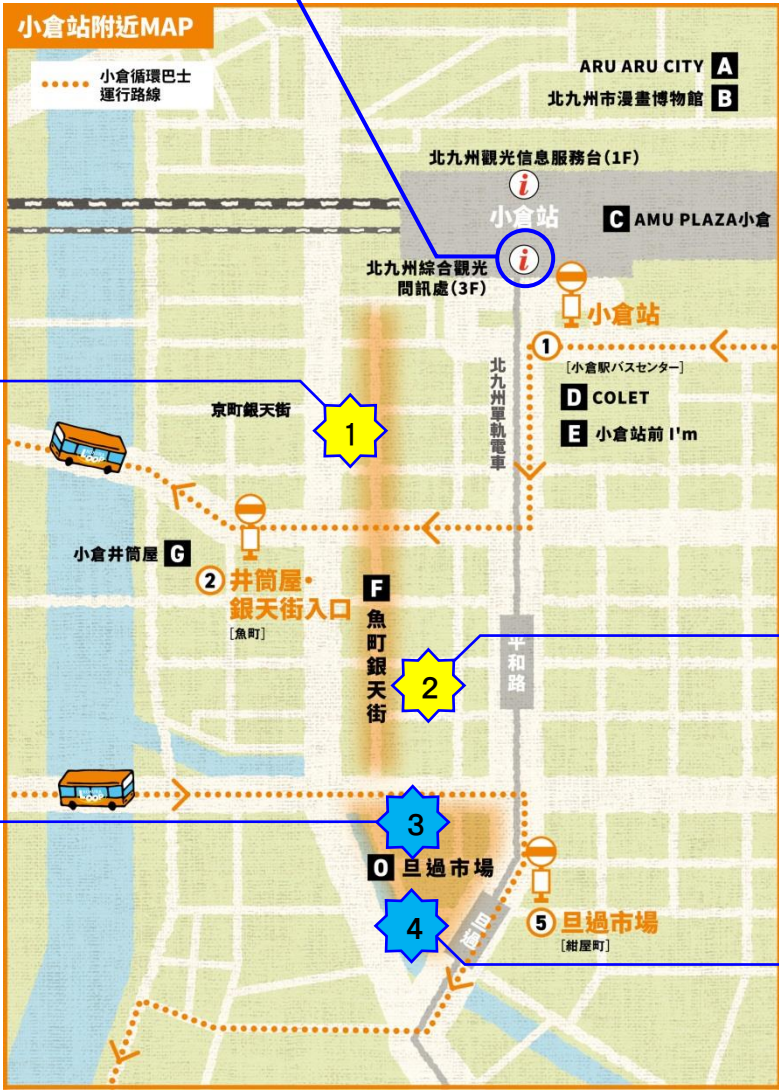 小倉站附近MAP
小倉循環巴士
運行路線
ARU ARU CITY A
北九州市漫畫博物館 B
北九州觀光信息服務台(1F)
i
小倉站
C AMU PLAZA小倉
i
北九州綜合觀光
問訊處(3F)
小倉站
1
[小倉駅バスセンター]
北九州單軌電車
D COLET
E 小倉站前 I'm
京町銀天街
1
LOOP
小倉井筒屋 G
2 井筒屋・
銀天街入口
[魚町]
F
魚町銀天街
2
平和路
LOOP
3
O 旦過市場
4
旦過
5 旦過市場
[紺屋町]